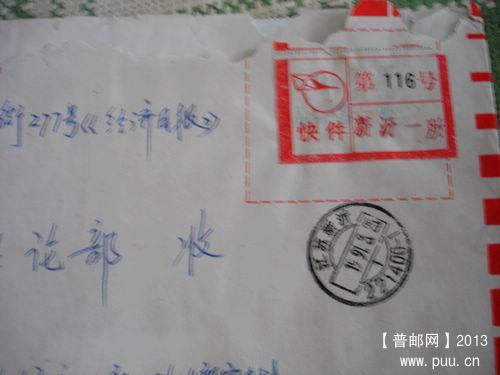 第 116 号
快件 新沂一所
街277号《经济日报》
论部 收
江苏新沂
221400
【普邮网】2013
www.puu.cn